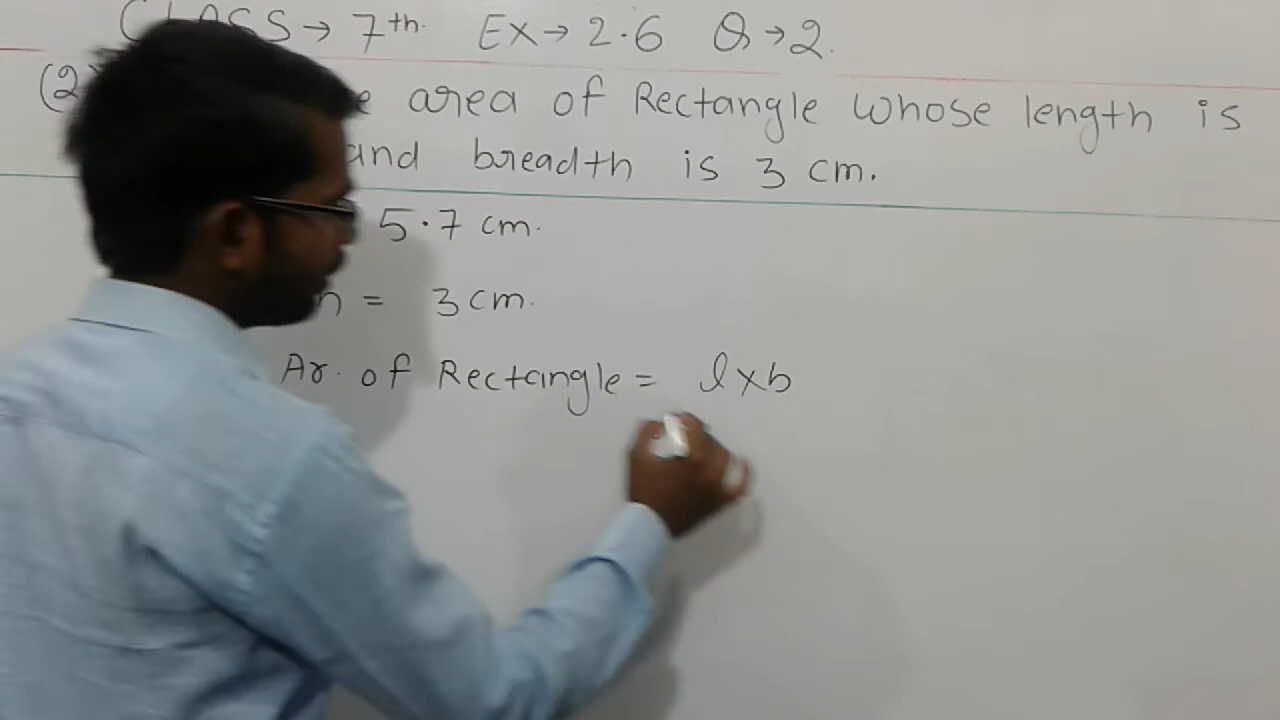 CLASS → 7th. Ex → 2.6 Q → 2.
(2) area of Rectangle whose length is
and breadth is 3 cm.
5.7 cm.
= 3 cm.
Ar. of Rectangle = l×b